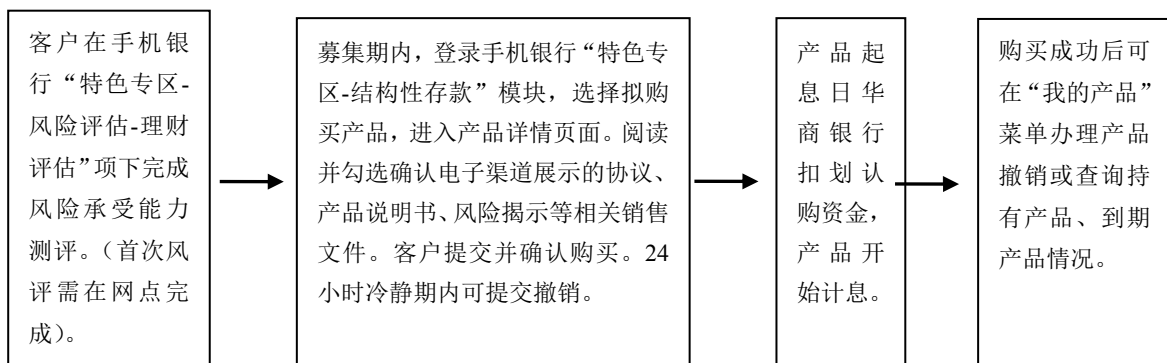 客户在手机银
行“特色专区-
风险评估-理财
评估”项下完成
风险承受能力
测评。（首次风
评需在网点完
成）。
募集期内，登录手机银行“特色专
区-结构性存款”模块，选择拟购
买产品，进入产品详情页面。阅读
并勾选确认电子渠道展示的协议、
产品说明书、风险揭示等相关销售
文件。客户提交并确认购买。24
小时冷静期内可提交撤销。
产品起
息日华
商银行
扣划认
购资金，
产品开
始计息。
购买成功后可
在“我的产品”
菜单办理产品
撤销或查询持
有产品、到期
产品情况。